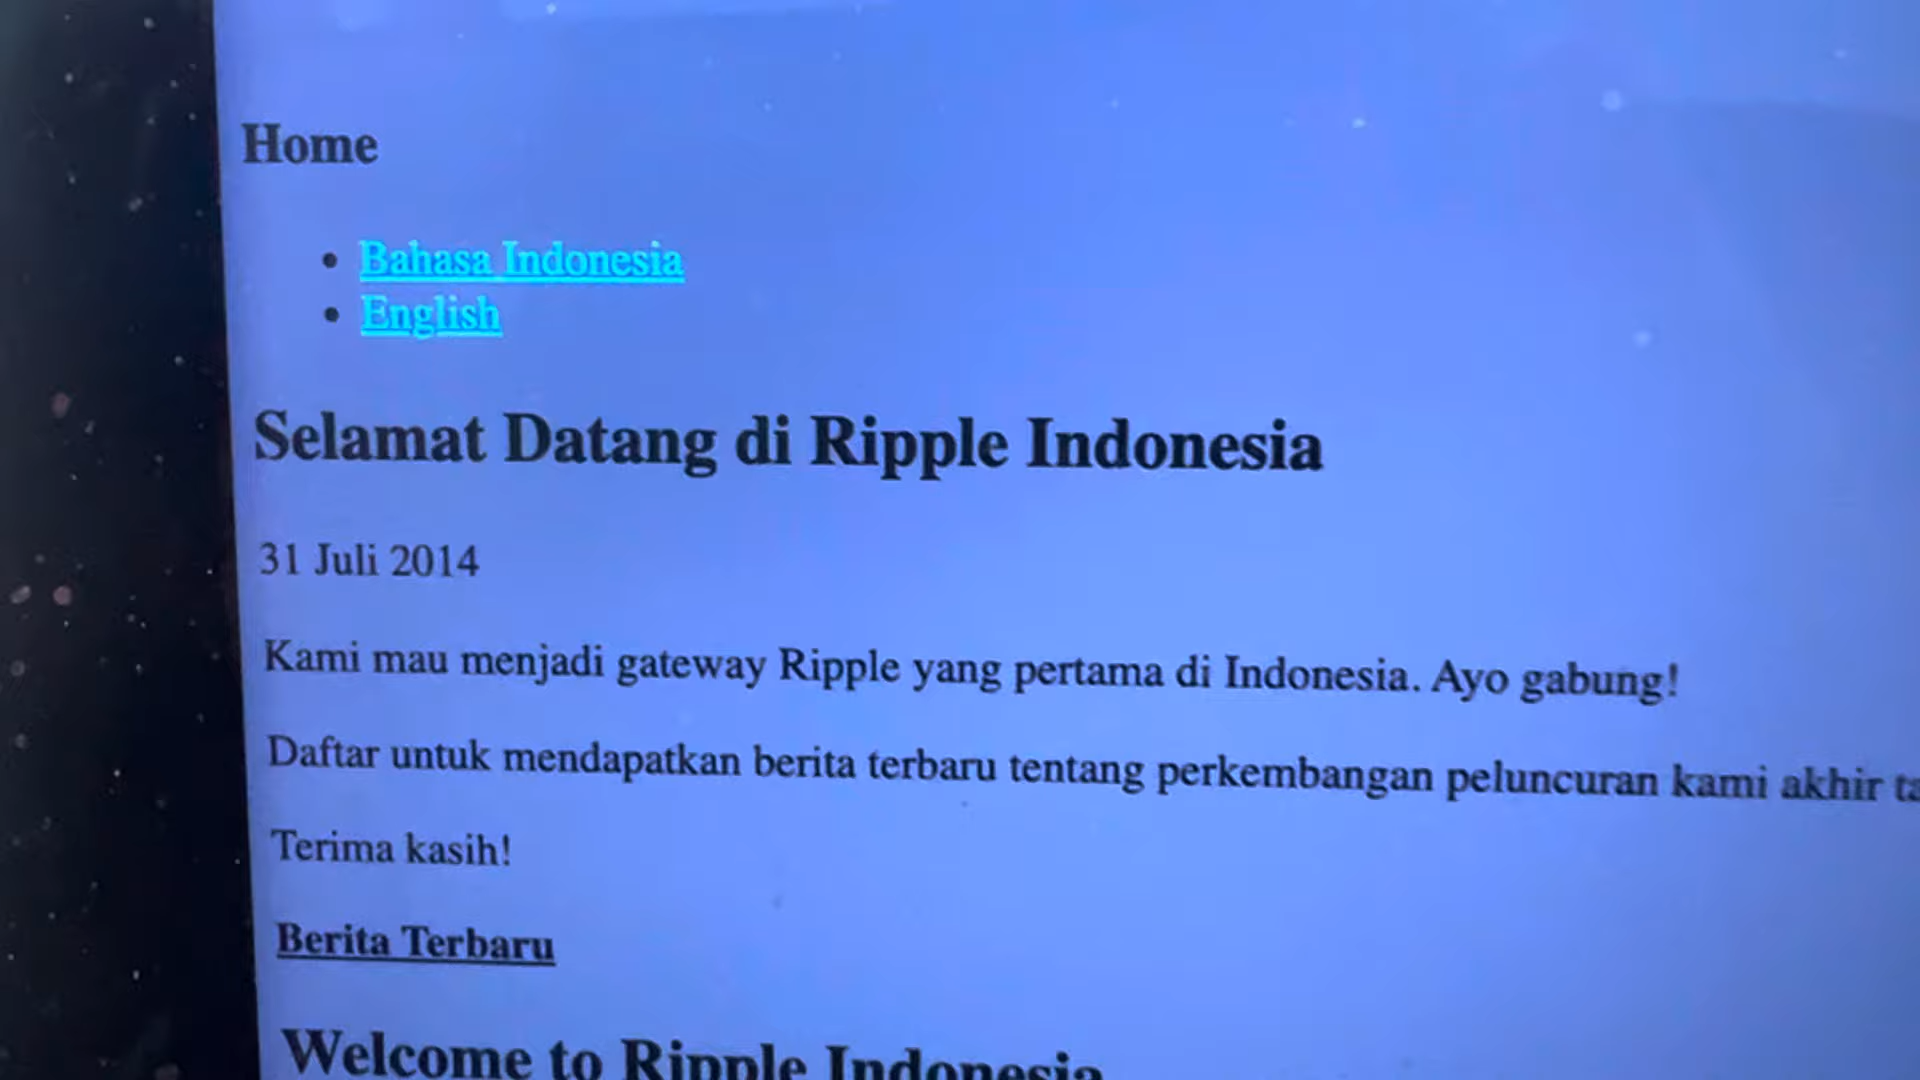 Home
Bahasa Indonesia
English
Selamat Datang di Ripple Indonesia
31 Juli 2014
Kami mau menjadi gateway Ripple yang pertama di Indonesia. Ayo gabung!
Daftar untuk mendapatkan berita terbaru tentang perkembangan peluncuran kami akhir
Terima kasih!
Berita Terbaru
Welcome to Ripple Indonesia